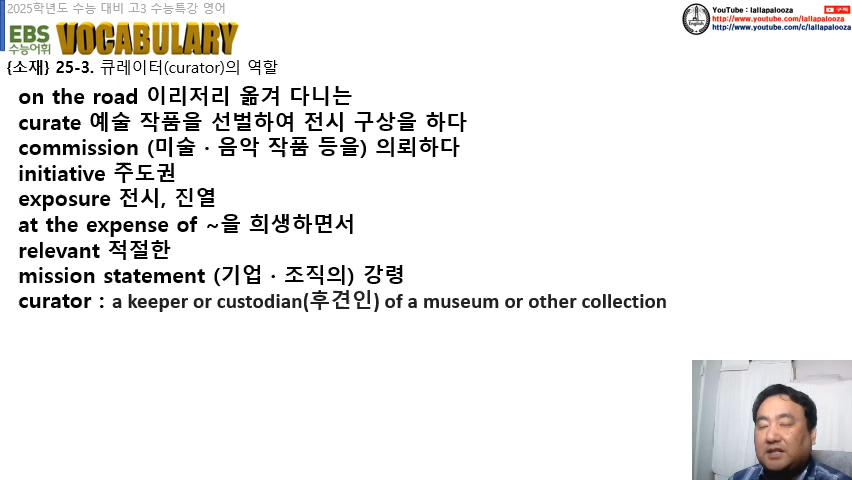 2025학년도 수능 대비 고3 수능특강 영어
EBS
수능어휘
VOCABULARY
YouTube : lallapalooza
구독
http://www.youtube.com/lallapalooza
http://www.youtube.com/c/lallapalooza
English
{소재} 25-3. 큐레이터(curator)의 역할
on the road 이리저리 옮겨 다니는
curate 예술 작품을 선별하여 전시 구상을 하다
commission (미술 · 음악 작품 등을) 의뢰하다
initiative 주도권
exposure 전시, 진열
at the expense of ~을 희생하면서
relevant 적절한
mission statement (기업 · 조직의) 강령
curator : a keeper or custodian(후견인) of a museum or other collection